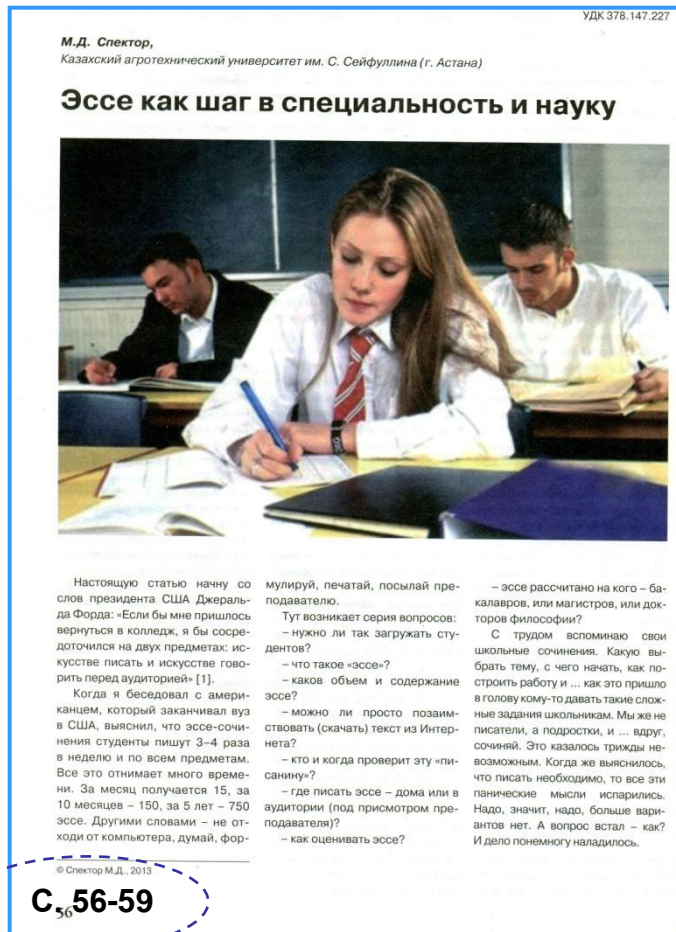 УДК 378.147.227
М.Д. Спектор,
Казахский агротехнический университет им. С. Сейфуллина (г. Астана)
Эссе как шаг в специальность и науку
Настоящую статью начну со
слов президента США Джераль-
да Форда: «Если бы мне пришлось
вернуться в колледж, я бы сосре-
доточился на двух предметах: ис-
кусстве писать и искусстве гово-
рить перед аудиторией» [1].
Когда я беседовал с амери-
канцем, который заканчивал вуз
в США, выяснил, что эссе-сочи-
нения студенты пишут 3–4 раза
в неделю и по всем предметам.
Все это отнимает много време-
ни. За месяц получается 15, за
10 месяцев – 150, за 5 лет – 750
эссе. Другими словами – не от-
ходи от компьютера, думай, фор-
мулируй, печатай, посылай пре-
подавателю.
Тут возникает серия вопросов:
– нужно ли так загружать сту-
дентов?
– что такое «эссе»?
– каков объем и содержание
эссе?
– можно ли просто позаим-
ствовать (скачать) текст из Интер-
нета?
– кто и когда проверит эту «пи-
санину»?
– где писать эссе – дома или в
аудитории (под присмотром пре-
подавателя)?
– как оценивать эссе?
– эссе рассчитано на кого – ба-
калавров, или магистров, или док-
торов философии?
С трудом вспоминаю свои
школьные сочинения. Какую вы-
брать тему, с чего начать, как по-
строить работу и ... как это пришло
в голову кому-то давать такие слож-
ные задания школьникам. Мы же не
писатели, а подростки, и ... вдруг,
сочиняй. Это казалось трижды не-
возможным. Когда же выяснилось,
что писать необходимо, то все эти
панические мысли испарились.
Надо, значит, надо, больше вари-
антов нет. А вопрос встал – как?
И дело понемногу наладилось.
© Спектор М.Д., 2013
С. 56-59
56